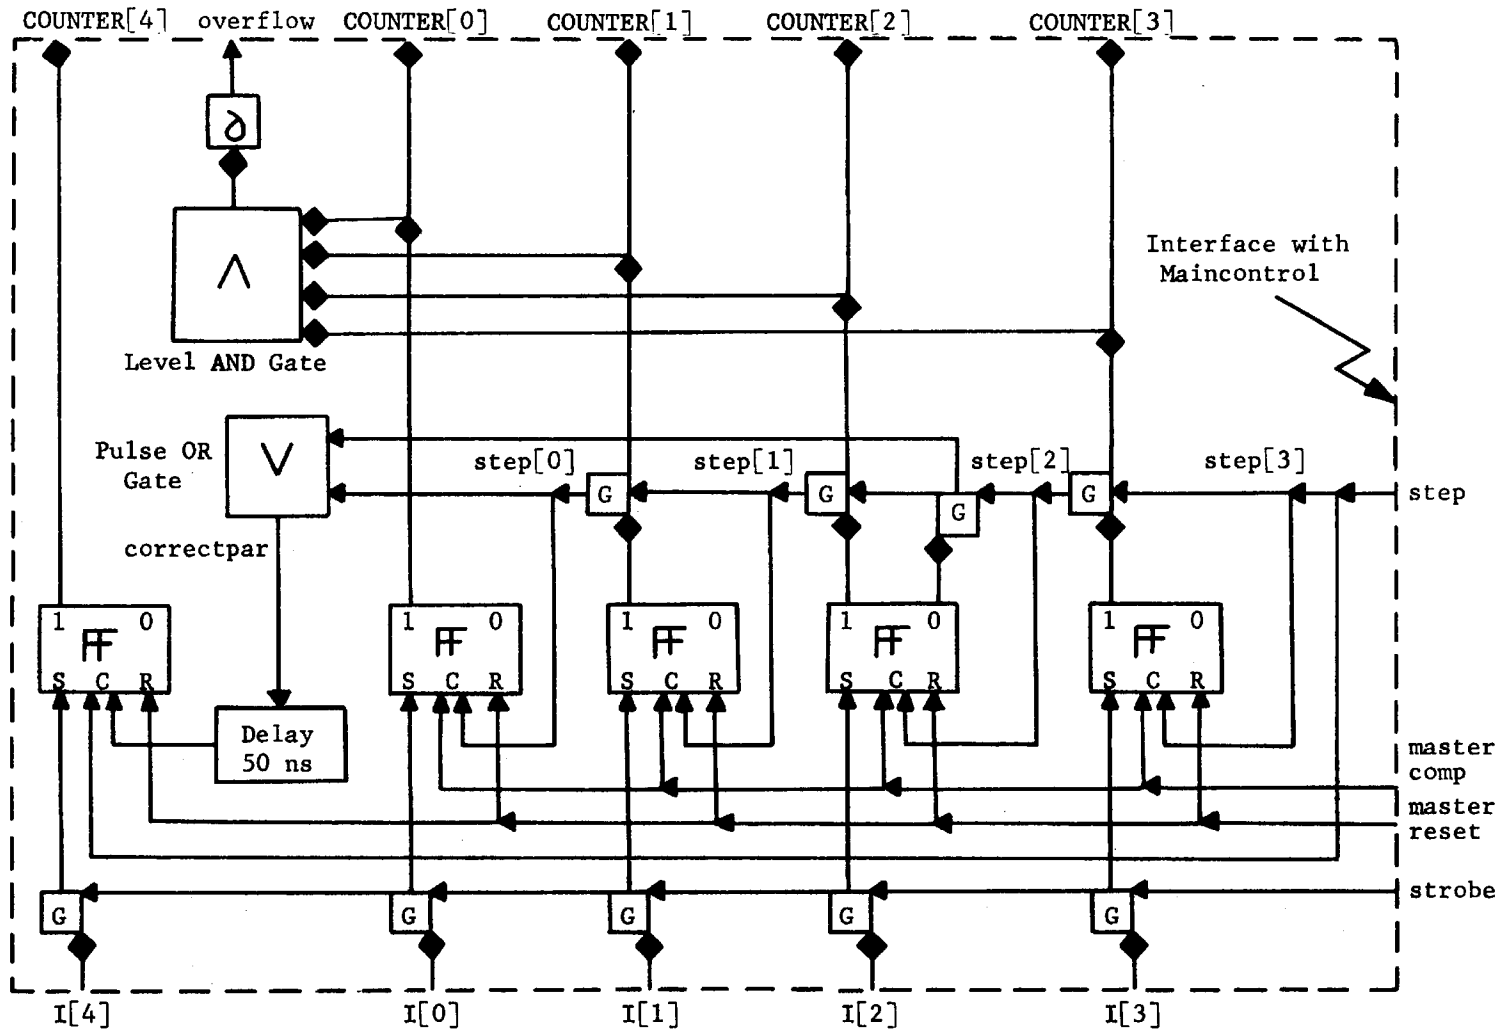 COUNTER[4] overflow COUNTER[0] COUNTER[1] COUNTER[2] COUNTER[3]
∂
Interface with
Maincontrol
∧
Level AND Gate
Pulse OR
Gate
∨
step[0] step[1] step[2] step[3]
G G G G
step
correctpar
1 0 1 0 1 0 1 0 1 0
FF FF FF FF FF
S C R S C R S C R S C R S C R
Delay
50 ns
master
comp
master
reset
strobe
G G G G G
I[4] I[0] I[1] I[2] I[3]